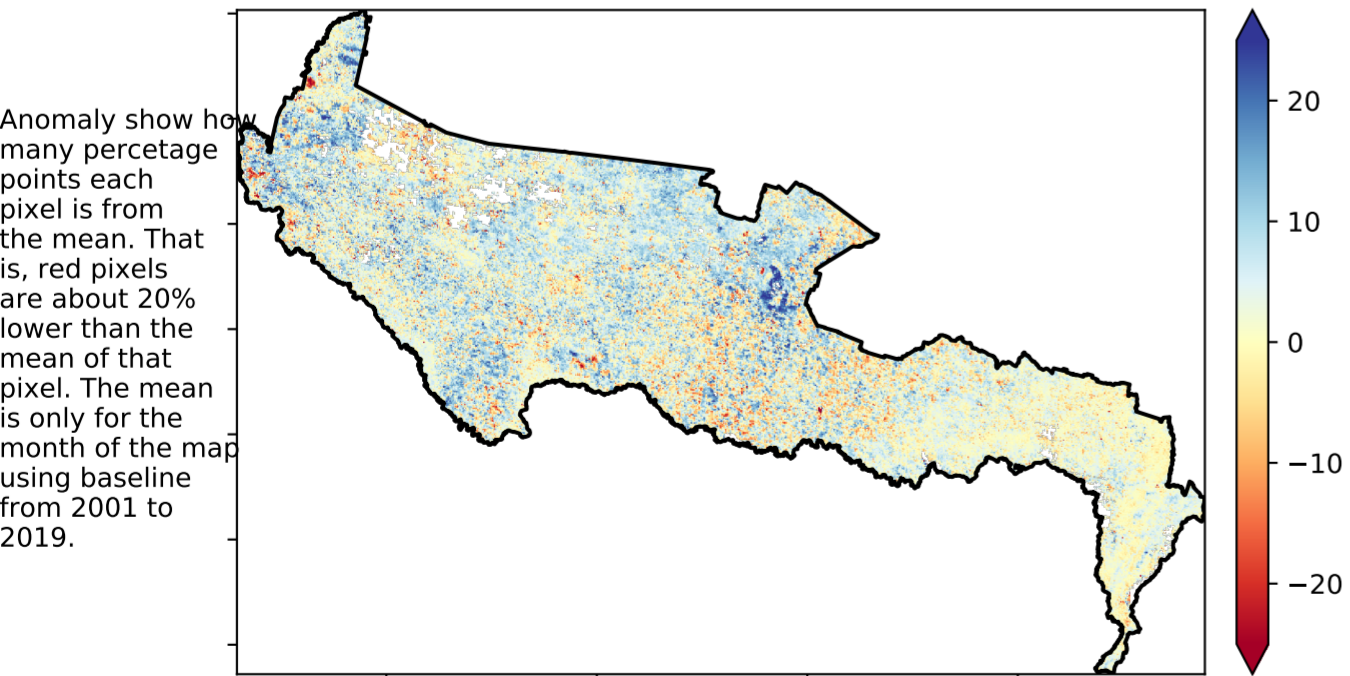 Anomaly show how
many percetage
points each
pixel is from
the mean. That
is, red pixels
are about 20%
lower than the
mean of that
pixel. The mean
is only for the
month of the map
using baseline
from 2001 to
2019.
20
10
0
−10
−20